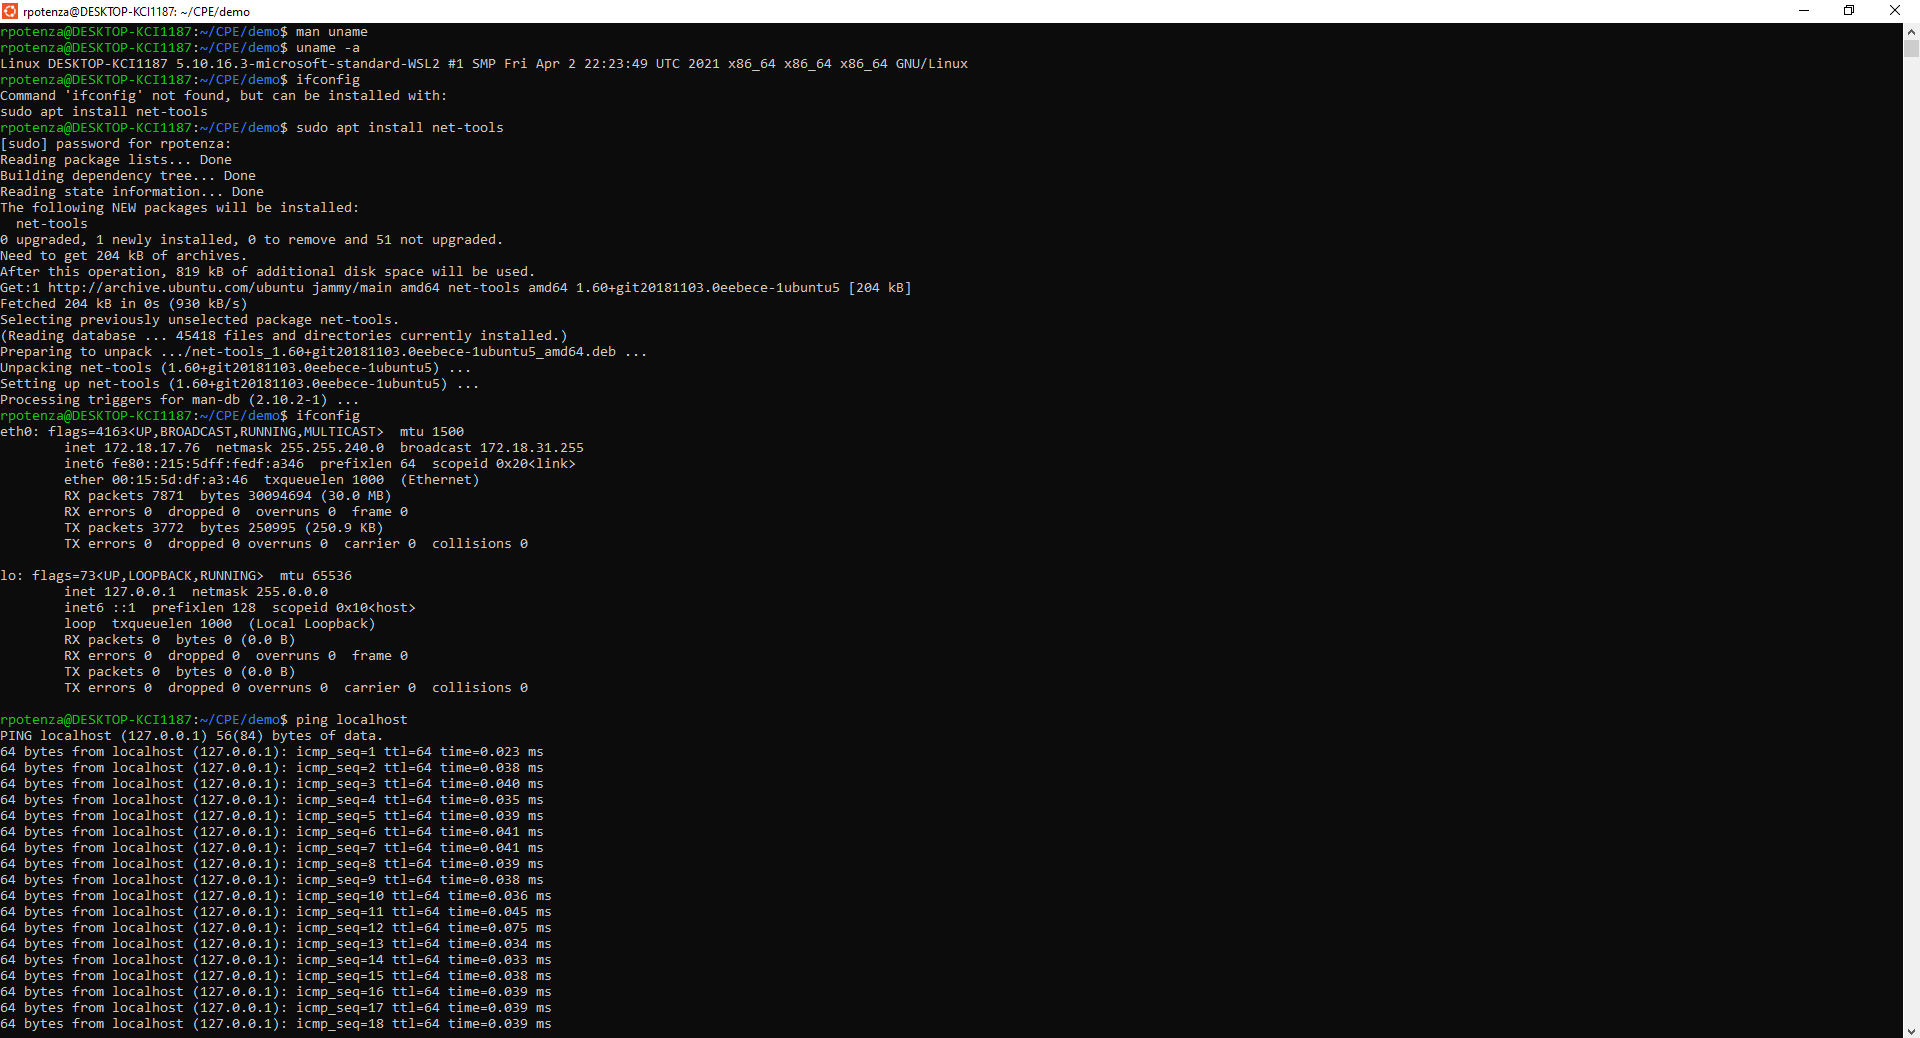 rpotenza@DESKTOP-KCI1187: ~/CPE/demo
rpotenza@DESKTOP-KCI1187:~/CPE/demo$ man uname
rpotenza@DESKTOP-KCI1187:~/CPE/demo$ uname -a
Linux DESKTOP-KCI1187 5.10.16.3-microsoft-standard-WSL2 #1 SMP Fri Apr 2 22:23:49 UTC 2021 x86_64 x86_64 x86_64 GNU/Linux
rpotenza@DESKTOP-KCI1187:~/CPE/demo$ ifconfig
Command 'ifconfig' not found, but can be installed with:
sudo apt install net-tools
rpotenza@DESKTOP-KCI1187:~/CPE/demo$ sudo apt install net-tools
[sudo] password for rpotenza:
Reading package lists... Done
Building dependency tree... Done
Reading state information... Done
The following NEW packages will be installed:
  net-tools
0 upgraded, 1 newly installed, 0 to remove and 51 not upgraded.
Need to get 204 kB of archives.
After this operation, 819 kB of additional disk space will be used.
Get:1 http://archive.ubuntu.com/ubuntu jammy/main amd64 net-tools amd64 1.60+git20181103.0eebece-1ubuntu5 [204 kB]
Fetched 204 kB in 0s (930 kB/s)
Selecting previously unselected package net-tools.
(Reading database ... 45418 files and directories currently installed.)
Preparing to unpack .../net-tools_1.60+git20181103.0eebece-1ubuntu5_amd64.deb ...
Unpacking net-tools (1.60+git20181103.0eebece-1ubuntu5) ...
Setting up net-tools (1.60+git20181103.0eebece-1ubuntu5) ...
Processing triggers for man-db (2.10.2-1) ...
rpotenza@DESKTOP-KCI1187:~/CPE/demo$ ifconfig
eth0: flags=4163<UP,BROADCAST,RUNNING,MULTICAST>  mtu 1500
        inet 172.18.17.76  netmask 255.255.240.0  broadcast 172.18.31.255
        inet6 fe80::215:5dff:fedf:a346  prefixlen 64  scopeid 0x20<link>
        ether 00:15:5d:df:a3:46  txqueuelen 1000  (Ethernet)
        RX packets 7871  bytes 30094694 (30.0 MB)
        RX errors 0  dropped 0  overruns 0  frame 0
        TX packets 3772  bytes 250995 (250.9 KB)
        TX errors 0  dropped 0 overruns 0  carrier 0  collisions 0

lo: flags=73<UP,LOOPBACK,RUNNING>  mtu 65536
        inet 127.0.0.1  netmask 255.0.0.0
        inet6 ::1  prefixlen 128  scopeid 0x10<host>
        loop  txqueuelen 1000  (Local Loopback)
        RX packets 0  bytes 0 (0.0 B)
        RX errors 0  dropped 0  overruns 0  frame 0
        TX packets 0  bytes 0 (0.0 B)
        TX errors 0  dropped 0 overruns 0  carrier 0  collisions 0

rpotenza@DESKTOP-KCI1187:~/CPE/demo$ ping localhost
PING localhost (127.0.0.1) 56(84) bytes of data.
64 bytes from localhost (127.0.0.1): icmp_seq=1 ttl=64 time=0.023 ms
64 bytes from localhost (127.0.0.1): icmp_seq=2 ttl=64 time=0.038 ms
64 bytes from localhost (127.0.0.1): icmp_seq=3 ttl=64 time=0.040 ms
64 bytes from localhost (127.0.0.1): icmp_seq=4 ttl=64 time=0.035 ms
64 bytes from localhost (127.0.0.1): icmp_seq=5 ttl=64 time=0.039 ms
64 bytes from localhost (127.0.0.1): icmp_seq=6 ttl=64 time=0.041 ms
64 bytes from localhost (127.0.0.1): icmp_seq=7 ttl=64 time=0.041 ms
64 bytes from localhost (127.0.0.1): icmp_seq=8 ttl=64 time=0.039 ms
64 bytes from localhost (127.0.0.1): icmp_seq=9 ttl=64 time=0.038 ms
64 bytes from localhost (127.0.0.1): icmp_seq=10 ttl=64 time=0.036 ms
64 bytes from localhost (127.0.0.1): icmp_seq=11 ttl=64 time=0.045 ms
64 bytes from localhost (127.0.0.1): icmp_seq=12 ttl=64 time=0.075 ms
64 bytes from localhost (127.0.0.1): icmp_seq=13 ttl=64 time=0.034 ms
64 bytes from localhost (127.0.0.1): icmp_seq=14 ttl=64 time=0.033 ms
64 bytes from localhost (127.0.0.1): icmp_seq=15 ttl=64 time=0.038 ms
64 bytes from localhost (127.0.0.1): icmp_seq=16 ttl=64 time=0.039 ms
64 bytes from localhost (127.0.0.1): icmp_seq=17 ttl=64 time=0.039 ms
64 bytes from localhost (127.0.0.1): icmp_seq=18 ttl=64 time=0.039 ms